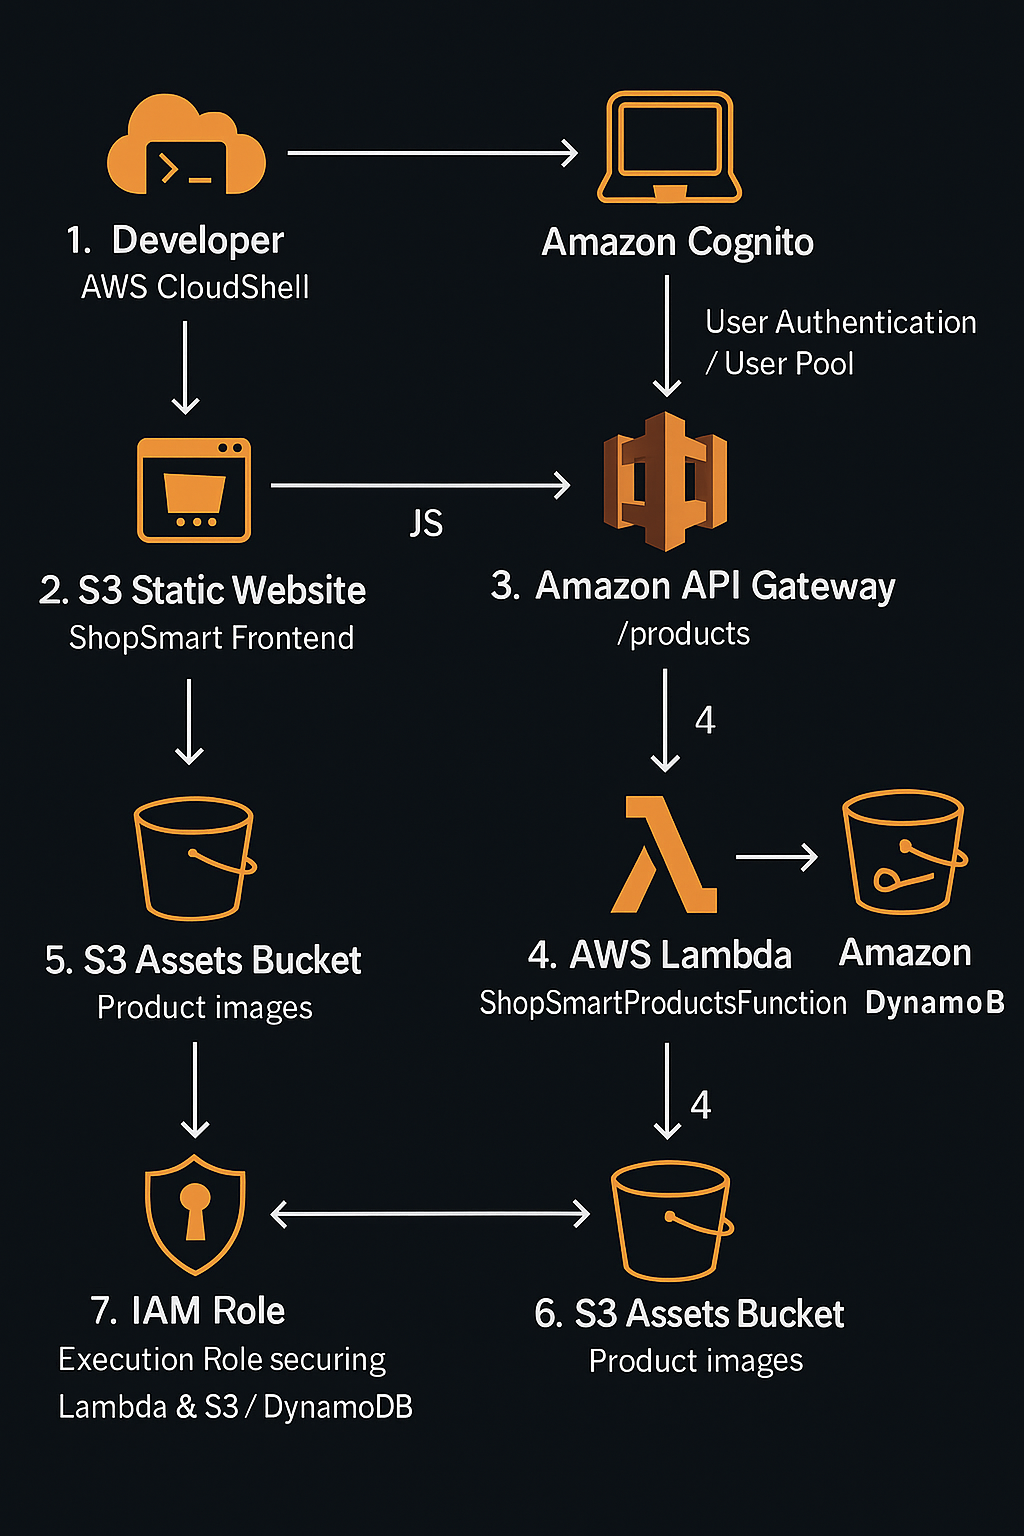 1. Developer
AWS CloudShell
Amazon Cognito
User Authentication
/ User Pool
JS
2. S3 Static Website
ShopSmart Frontend
3. Amazon API Gateway
/products
4
5. S3 Assets Bucket
Product images
4. AWS Lambda
ShopSmartProductsFunction
Amazon
DynamoB
4
7. IAM Role
Execution Role securing
Lambda & S3 / DynamoDB
6. S3 Assets Bucket
Product images